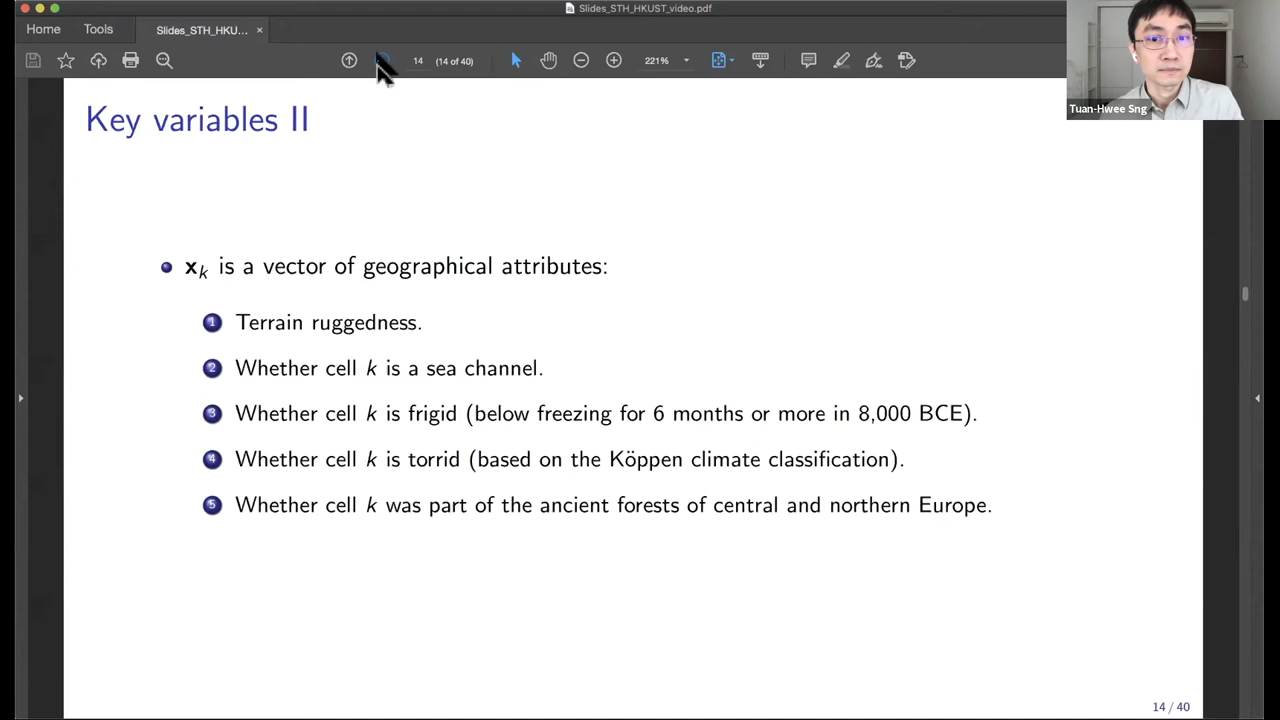 Slides_STH_HKUST_video.pdf
Home
Tools
Slides_STH_HKU... ×
14 (14 of 40)
221%
Tuan-Hwee Sng
Key variables II
xk is a vector of geographical attributes:
1 Terrain ruggedness.
2 Whether cell k is a sea channel.
3 Whether cell k is frigid (below freezing for 6 months or more in 8,000 BCE).
4 Whether cell k is torrid (based on the Köppen climate classification).
5 Whether cell k was part of the ancient forests of central and northern Europe.
14 / 40